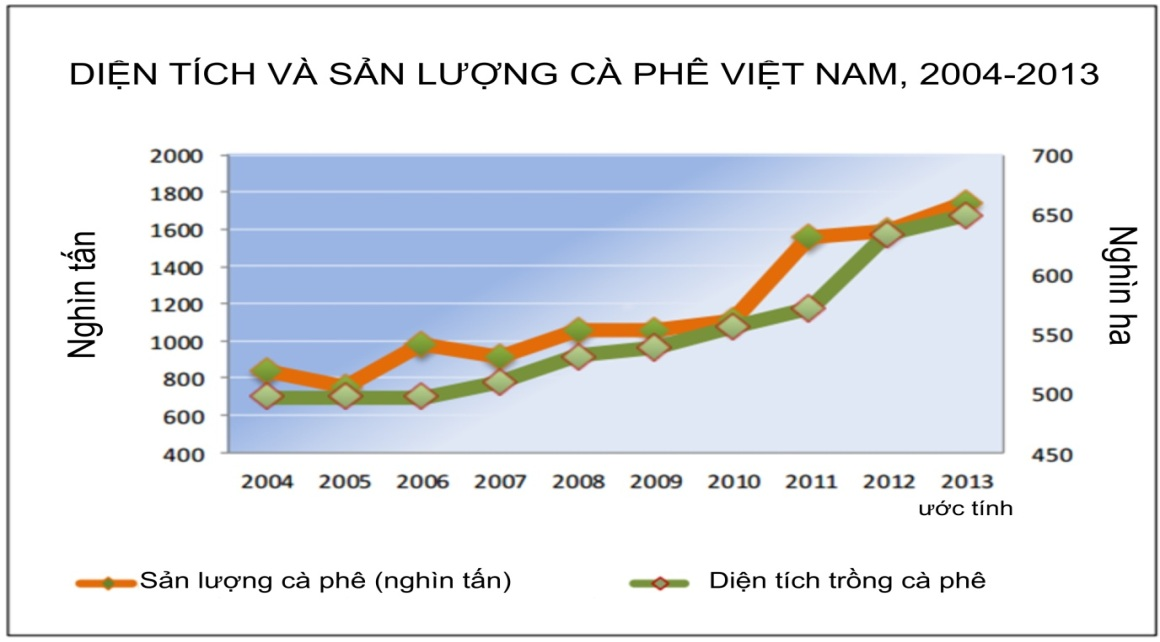 DIỆN TÍCH VÀ SẢN LƯỢNG CÀ PHÊ VIỆT NAM, 2004-2013
Nghìn tấn
2000
1800
1600
1400
1200
1000
800
600
400
700
650
600
550
500
450
Nghìn ha
2004 2005 2006 2007 2008 2009 2010 2011 2012 2013
ước tính
Sản lượng cà phê (nghìn tấn) Diện tích trồng cà phê